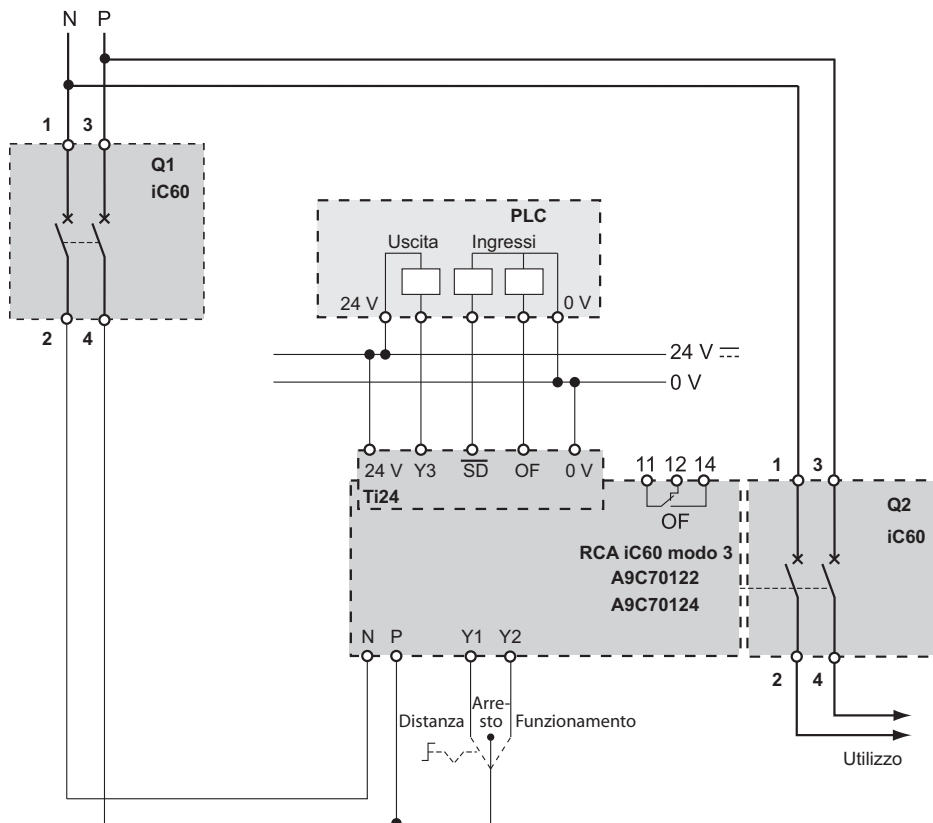 N P
1 3
Q1
iC60
2 4
PLC
Uscita Ingressi
24 V 0 V
24 V
0 V
24 V Y3 SD OF 0 V
Ti24
11 12 14
OF
RCA iC60 modo 3
A9C70122
A9C70124
1 3
Q2
iC60
2 4
N P Y1 Y2
Distanza
Arre-
sto
Funzionamento
Utilizzo